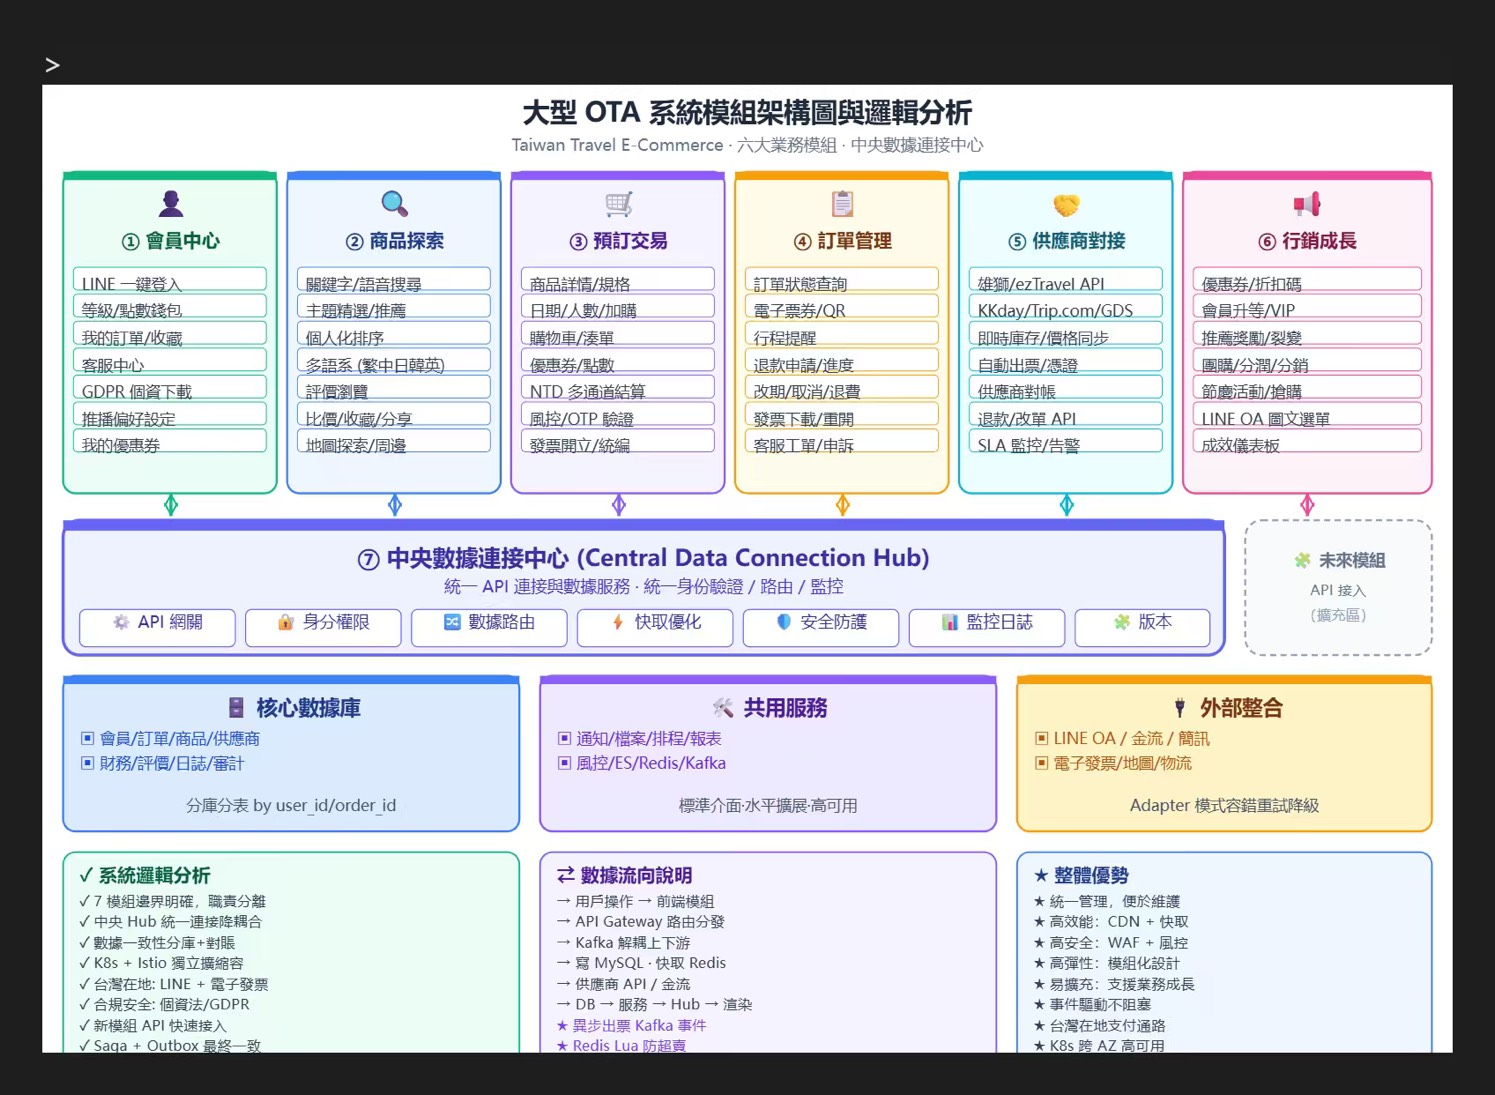 >
大型 OTA 系統模組架構圖與邏輯分析
Taiwan Travel E-Commerce · 六大業務模組 · 中央數據連接中心
① 會員中心
LINE 一鍵登入
等級/點數錢包
我的訂單/收藏
客服中心
GDPR 個資下載
推播偏好設定
我的優惠券
② 商品探索
關鍵字/語音搜尋
主題精選/推薦
個人化排序
多語系 (繁中日韓英)
評價瀏覽
比價/收藏/分享
地圖探索/周邊
③ 預訂交易
商品詳情/規格
日期/人數/加購
購物車/湊單
優惠券/點數
NTD 多通道結算
風控/OTP 驗證
發票開立/統編
④ 訂單管理
訂單狀態查詢
電子票券/QR
行程提醒
退款申請/進度
改期/取消/退費
發票下載/重開
客服工單/申訴
⑤ 供應商對接
雄獅/ezTravel API
KKday/Trip.com/GDS
即時庫存/價格同步
自動出票/憑證
供應商對帳
退款/改單 API
SLA 監控/告警
⑥ 行銷成長
優惠券/折扣碼
會員升等/VIP
推薦獎勵/裂變
團購/分潤/分銷
節慶活動/搶購
LINE OA 圖文選單
成效儀表板
⑦ 中央數據連接中心 (Central Data Connection Hub)
統一 API 連接與數據服務 · 統一身份驗證 / 路由 / 監控
API 網關
身分權限
數據路由
快取優化
安全防護
監控日誌
版本
未來模組
API 接入
（擴充區）
核心數據庫
▣ 會員/訂單/商品/供應商
▣ 財務/評價/日誌/審計
分庫分表 by user_id/order_id
共用服務
▣ 通知/檔案/排程/報表
▣ 風控/ES/Redis/Kafka
標準介面·水平擴展·高可用
外部整合
▣ LINE OA / 金流 / 簡訊
▣ 電子發票/地圖/物流
Adapter 模式容錯重試降級
✓ 系統邏輯分析
✓ 7 模組邊界明確，職責分離
✓ 中央 Hub 統一連接降耦合
✓ 數據一致性分庫+對賬
✓ K8s + Istio 獨立擴縮容
✓ 台灣在地: LINE + 電子發票
✓ 合規安全: 個資法/GDPR
✓ 新模組 API 快速接入
✓ Saga + Outbox 最終一致
⇄ 數據流向說明
→ 用戶操作 → 前端模組
→ API Gateway 路由分發
→ Kafka 解耦上下游
→ 寫 MySQL · 快取 Redis
→ 供應商 API / 金流
→ DB → 服務 → Hub → 渲染
★ 異步出票 Kafka 事件
★ Redis Lua 防超賣
★ 整體優勢
★ 統一管理，便於維護
★ 高效能：CDN + 快取
★ 高安全：WAF + 風控
★ 高彈性：模組化設計
★ 易擴充：支援業務成長
★ 事件驅動不阻塞
★ 台灣在地支付通路
★ K8s 跨 AZ 高可用